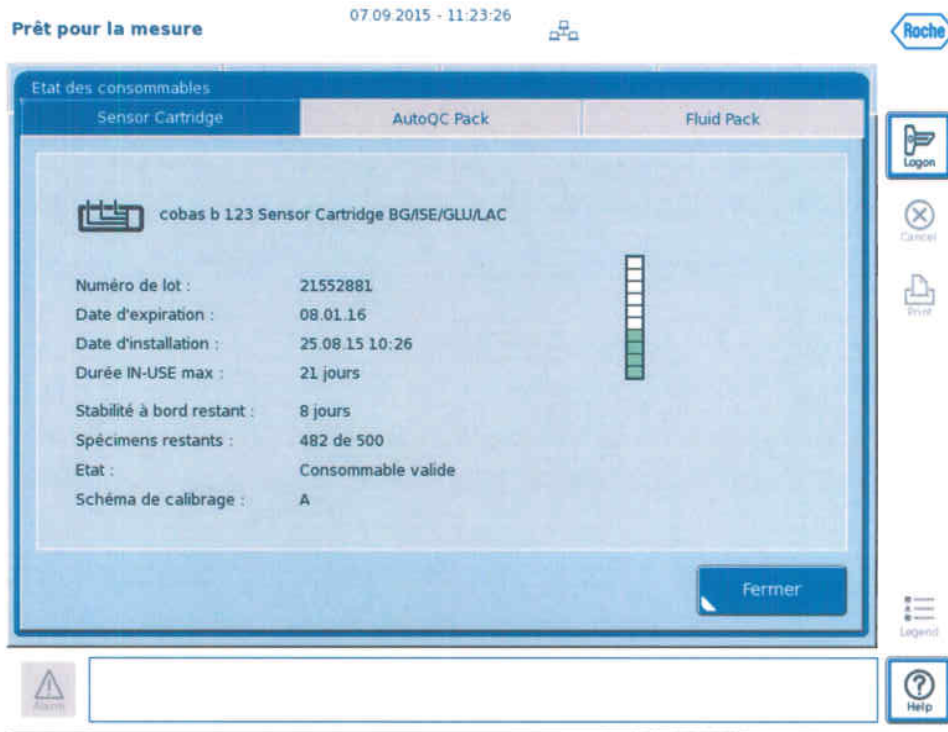 Prêt pour la mesure
07.09.2015 - 11:23:26
Roche
Etat des consommables
Sensor Cartridge
AutoQC Pack
Fluid Pack
Logon
cobas b 123 Sensor Cartridge BG/ISE/GLU/LAC
Cancel
Numéro de lot : 21552881
Print
Date d'expiration : 08.01.16
Date d'installation : 25.08.15 10:26
Durée IN-USE max : 21 jours
Stabilité à bord restant : 8 jours
Spécimens restants : 482 de 500
Etat : Consommable valide
Schéma de calibrage : A
Fermer
Legend
Alarm
Help